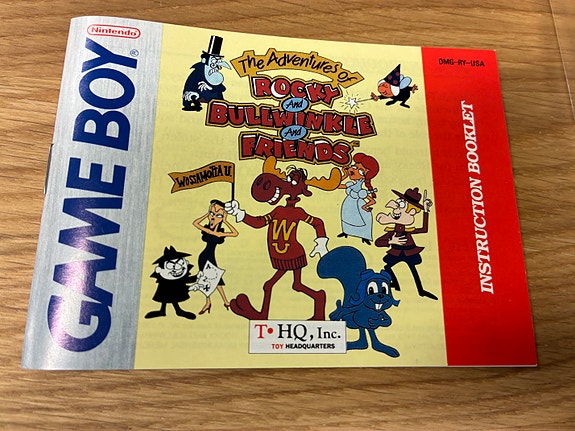 Nintendo®
GAME BOY®
The Adventures of
ROCKY
And
BULLWINKLE
And
FRIENDS™
WOSSAMOTTA U.
W
U
T•HQ, Inc.
TOY HEADQUARTERS
DMG-RY-USA
INSTRUCTION BOOKLET